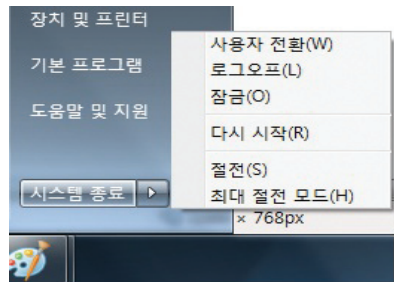 장치 및 프린터
기본 프로그램
도움말 및 지원
시스템 종료
사용자 전환(W)
로그오프(L)
잠금(O)
다시 시작(R)
절전(S)
최대 절전 모드(H)
× 768px